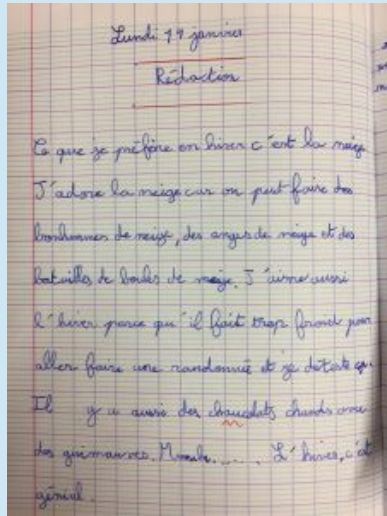 Lundi 11 janvier
Rédaction
Ce que je préfère en hiver c'est la neige
J'adore la neige car on peut faire des
bonhommes de neige, des anges de neige et des
batailles de boules de neige. J'aime aussi
l'hiver parce qu'il fait trop froid pour
aller faire une randonnée et je déteste ça.
Il y a aussi des chaucolats chauds avec
des guimauves. L'hiver, c'est
génial.